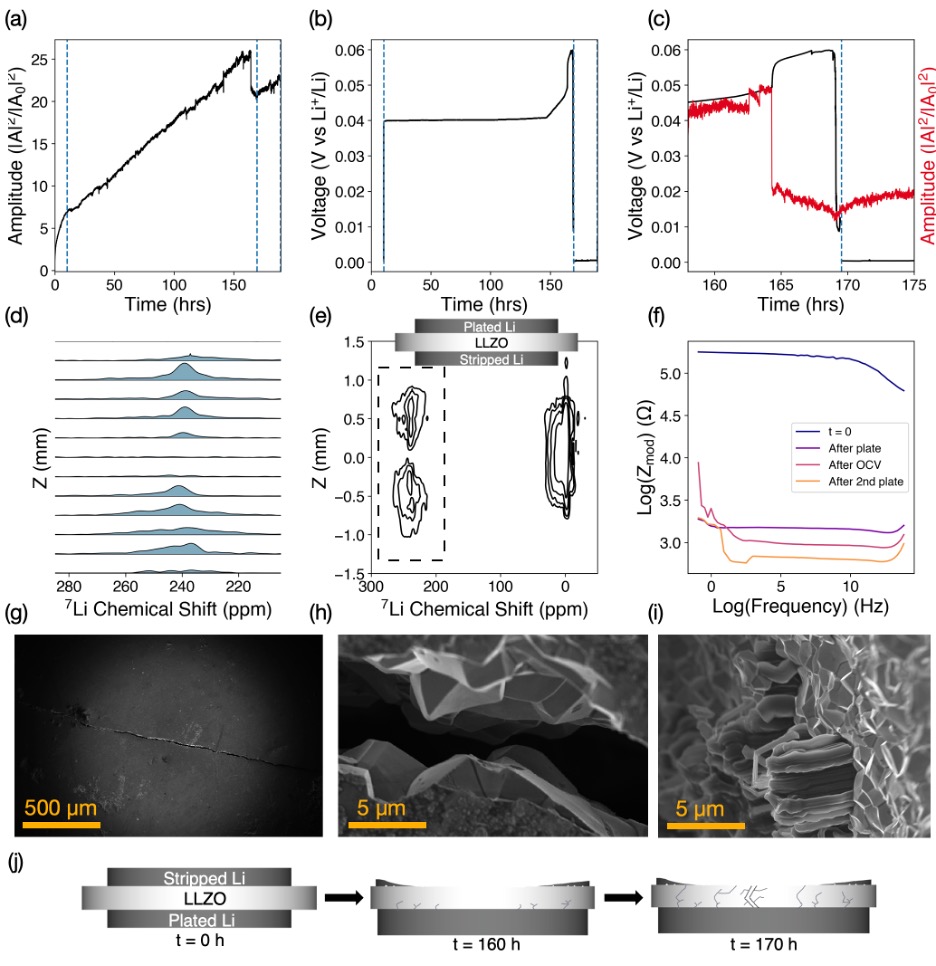 (a)
(b)
(c)
Amplitude (|A|²/|A₀|²)
25
20
15
10
5
0
0
50
100
150
Time (hrs)
Voltage (V vs Li⁺/Li)
0.06
0.05
0.04
0.03
0.02
0.01
0.00
0
50
100
150
Time (hrs)
Voltage (V vs Li⁺/Li)
0.06
0.05
0.04
0.03
0.02
0.01
0.00
160
165
170
175
Time (hrs)
Amplitude (|A|²/|A₀|²)
(d)
(e)
(f)
Z (mm)
280
260
240
220
⁷Li Chemical Shift (ppm)
Plated Li
LLZO
Stripped Li
Z (mm)
1.5
1.0
0.5
0.0
−0.5
−1.0
−1.5
300
200
100
0
⁷Li Chemical Shift (ppm)
Log(Zmod) (Ω)
5.0
4.5
4.0
3.5
3.0
t = 0
After plate
After OCV
After 2nd plate
0
5
10
Log(Frequency) (Hz)
(g)
(h)
(i)
500 μm
5 μm
5 μm
(j)
Stripped Li
LLZO
Plated Li
t = 0 h
t = 160 h
t = 170 h